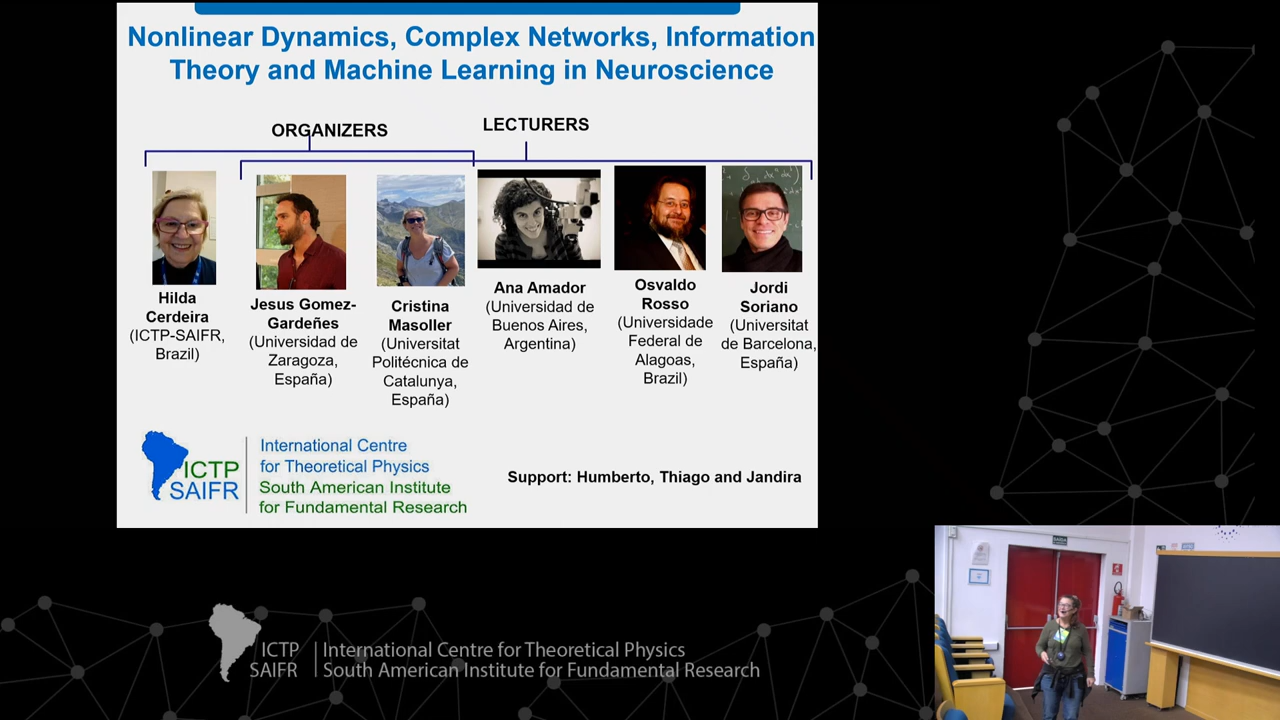 Nonlinear Dynamics, Complex Networks, Information
Theory and Machine Learning in Neuroscience
ORGANIZERS
LECTURERS
Hilda
Cerdeira
(ICTP-SAIFR,
Brazil)
Jesus Gomez-
Gardeñes
(Universidad de
Zaragoza,
España)
Cristina
Masoller
(Universitat
Politécnica de
Catalunya,
España)
Ana Amador
(Universidad de
Buenos Aires,
Argentina)
Osvaldo
Rosso
(Universidade
Federal de
Alagoas,
Brazil)
Jordi
Soriano
(Universitat
de Barcelona,
España)
ICTP
SAIFR
International Centre
for Theoretical Physics
South American Institute
for Fundamental Research
Support: Humberto, Thiago and Jandira
ICTP
SAIFR
International Centre for Theoretical Physics
South American Institute for Fundamental Research